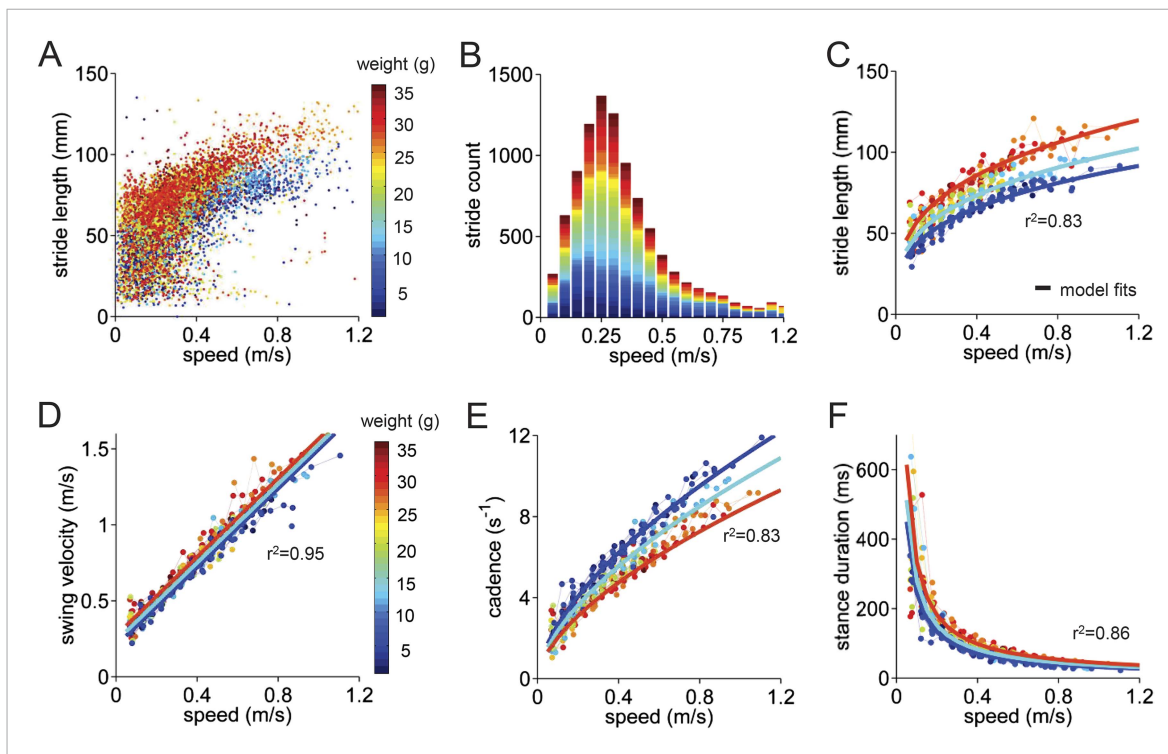 A
weight (g)
150
100
50
0
stride length (mm)
0
0.4
0.8
1.2
speed (m/s)
35
30
25
20
15
10
5
B
1500
1000
500
0
stride count
0
0.25
0.5
0.75
1.2
speed (m/s)
C
150
100
50
0
stride length (mm)
r²=0.83
model fits
0
0.4
0.8
1.2
speed (m/s)
D
weight (g)
1.5
1
0.5
0
swing velocity (m/s)
r²=0.95
0
0.4
0.8
1.2
speed (m/s)
35
30
25
20
15
10
5
E
12
8
4
0
cadence (s⁻¹)
r²=0.83
0
0.4
0.8
1.2
speed (m/s)
F
600
400
200
0
stance duration (ms)
r²=0.86
0
0.4
0.8
1.2
speed (m/s)